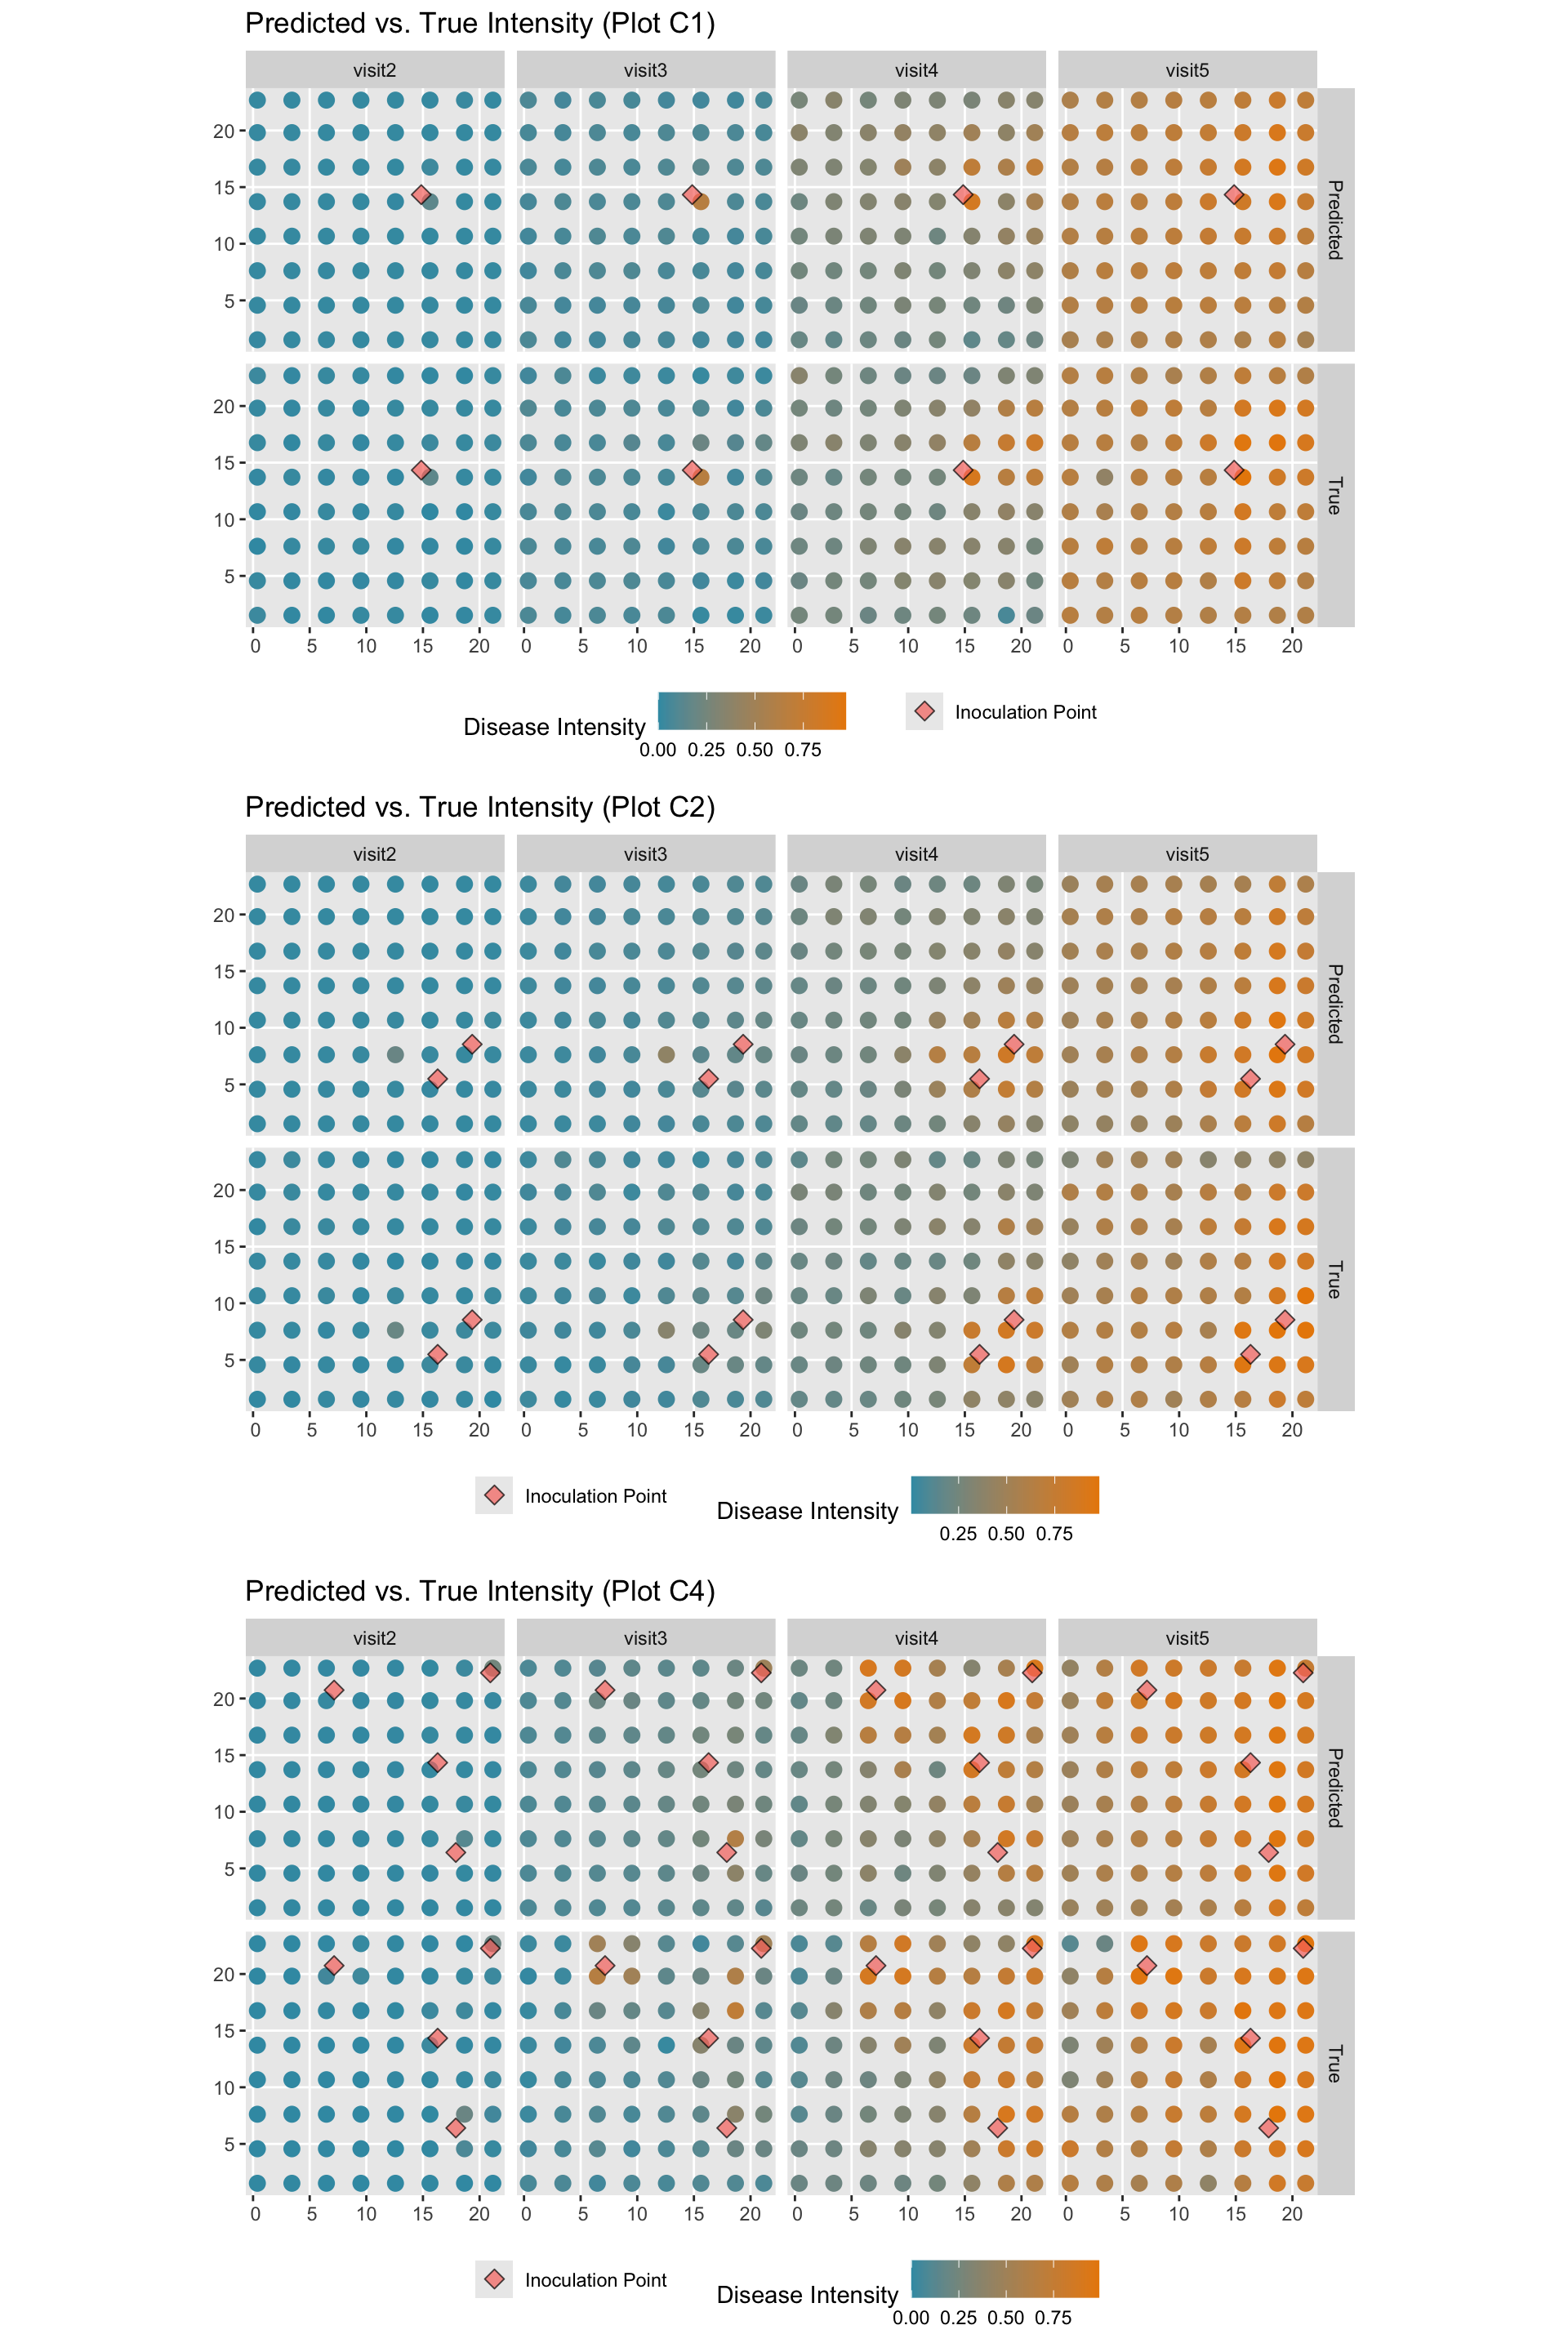 Predicted vs. True Intensity (Plot C1)
visit2 visit3 visit4 visit5
20
15
10
5
Predicted
20
15
10
5
True
0 5 10 15 20 0 5 10 15 20 0 5 10 15 20 0 5 10 15 20
Disease Intensity
0.00 0.25 0.50 0.75
Inoculation Point
Predicted vs. True Intensity (Plot C2)
visit2 visit3 visit4 visit5
20
15
10
5
Predicted
20
15
10
5
True
0 5 10 15 20 0 5 10 15 20 0 5 10 15 20 0 5 10 15 20
Inoculation Point
Disease Intensity
0.25 0.50 0.75
Predicted vs. True Intensity (Plot C4)
visit2 visit3 visit4 visit5
20
15
10
5
Predicted
20
15
10
5
True
0 5 10 15 20 0 5 10 15 20 0 5 10 15 20 0 5 10 15 20
Inoculation Point
Disease Intensity
0.00 0.25 0.50 0.75